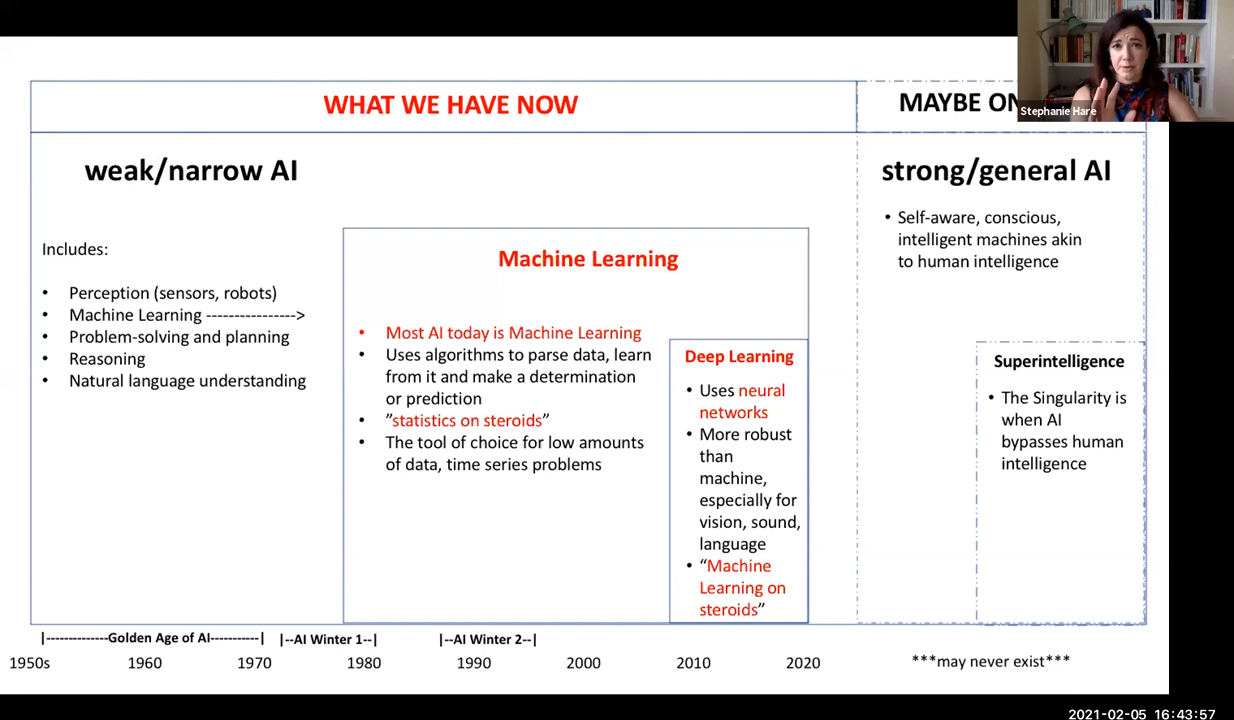 WHAT WE HAVE NOW
MAYBE
Stephanie Hare
weak/narrow AI
strong/general AI
• Self-aware, conscious,
intelligent machines akin
to human intelligence
Includes:
• Perception (sensors, robots)
• Machine Learning ---------------->
• Problem-solving and planning
• Reasoning
• Natural language understanding
Machine Learning
• Most AI today is Machine Learning
• Uses algorithms to parse data, learn
from it and make a determination
or prediction
• ”statistics on steroids”
• The tool of choice for low amounts
of data, time series problems
Deep Learning
• Uses neural
networks
• More robust
than
machine,
especially for
vision, sound,
language
• “Machine
Learning on
steroids”
Superintelligence
• The Singularity is
when AI
bypasses human
intelligence
|--------------Golden Age of AI-----------| |--AI Winter 1--| |--AI Winter 2--|
1950s 1960 1970 1980 1990 2000 2010 2020 ***may never exist***
2021-02-05 16:43:57